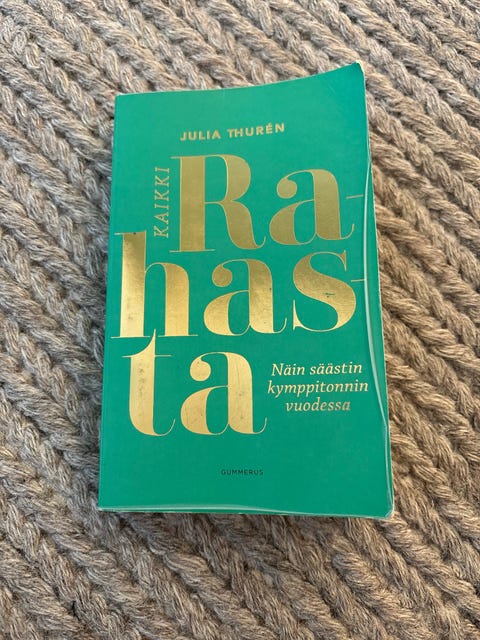 JULIA THURÉN
KAIKKI
Ra-
has-
ta
Näin säästin
kymppitonnin
vuodessa
GUMMERUS